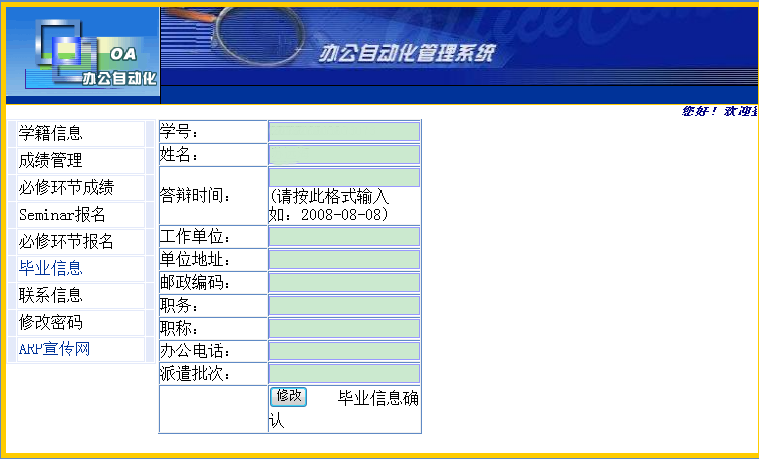 OA
办公自动化
办公自动化管理系统
您好！欢迎
学籍信息
成绩管理
必修环节成绩
Seminar报名
必修环节报名
毕业信息
联系信息
修改密码
ARP宣传网
学号：
姓名：
答辩时间：
(请按此格式输入
如：2008-08-08)
工作单位：
单位地址：
邮政编码：
职务：
职称：
办公电话：
派遣批次：
修改 毕业信息确
认